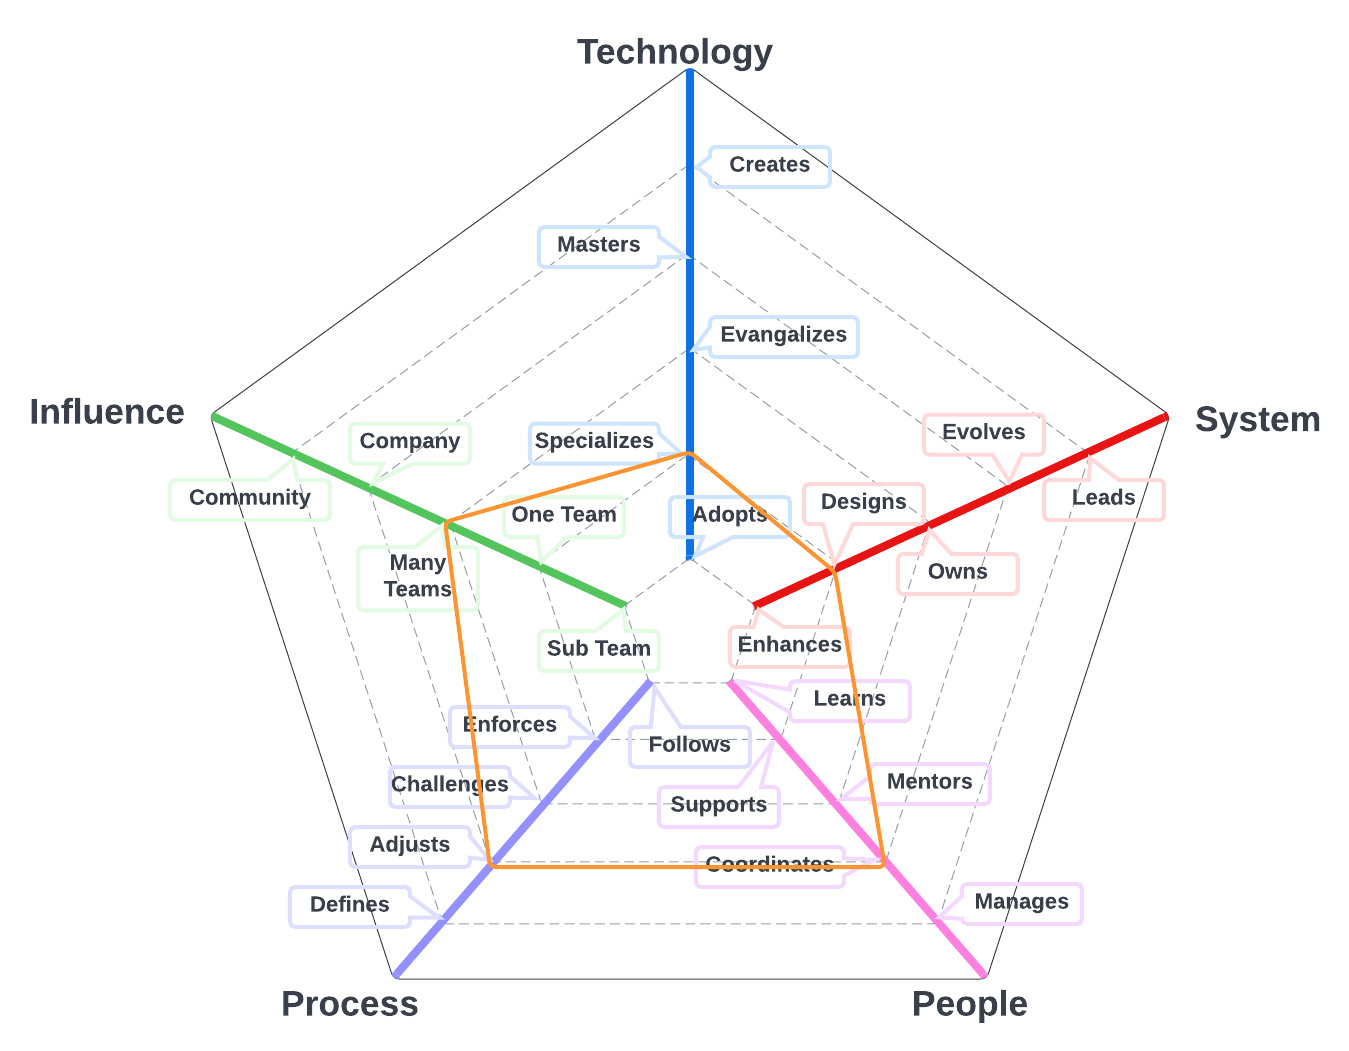 Technology
Creates
Masters
Evangalizes
Influence
System
Company
Specializes
Evolves
Community
One Team
Adopts
Designs
Leads
Many
Teams
Owns
Sub Team
Enhances
Learns
Enforces
Follows
Challenges
Supports
Mentors
Adjusts
Coordinates
Defines
Manages
Process
People